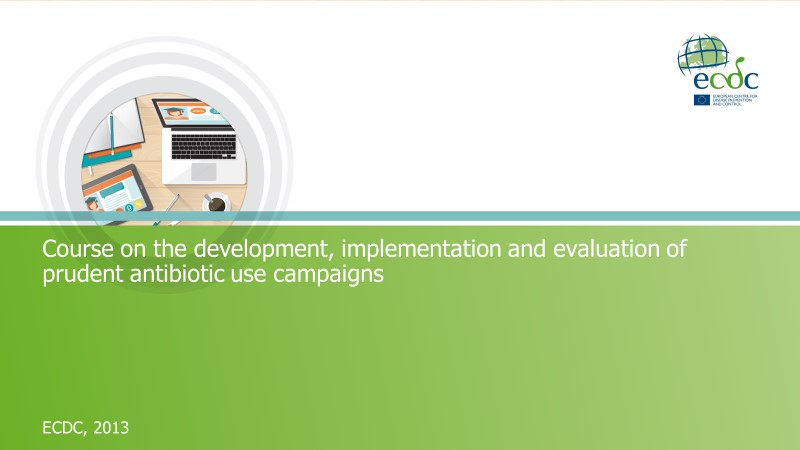 ecdc
EUROPEAN CENTRE FOR
DISEASE PREVENTION
AND CONTROL
Course on the development, implementation and evaluation of
prudent antibiotic use campaigns
ECDC, 2013